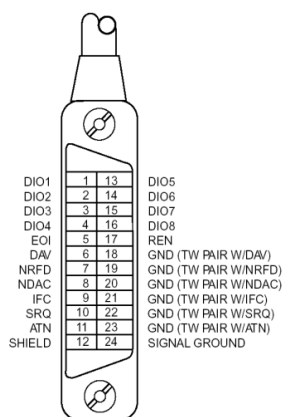 DIO1 1 13 DIO5
DIO2 2 14 DIO6
DIO3 3 15 DIO7
DIO4 4 16 DIO8
EOI 5 17 REN
DAV 6 18 GND (TW PAIR W/DAV)
NRFD 7 19 GND (TW PAIR W/NRFD)
NDAC 8 20 GND (TW PAIR W/NDAC)
IFC 9 21 GND (TW PAIR W/IFC)
SRQ 10 22 GND (TW PAIR W/SRQ)
ATN 11 23 GND (TW PAIR W/ATN)
SHIELD 12 24 SIGNAL GROUND